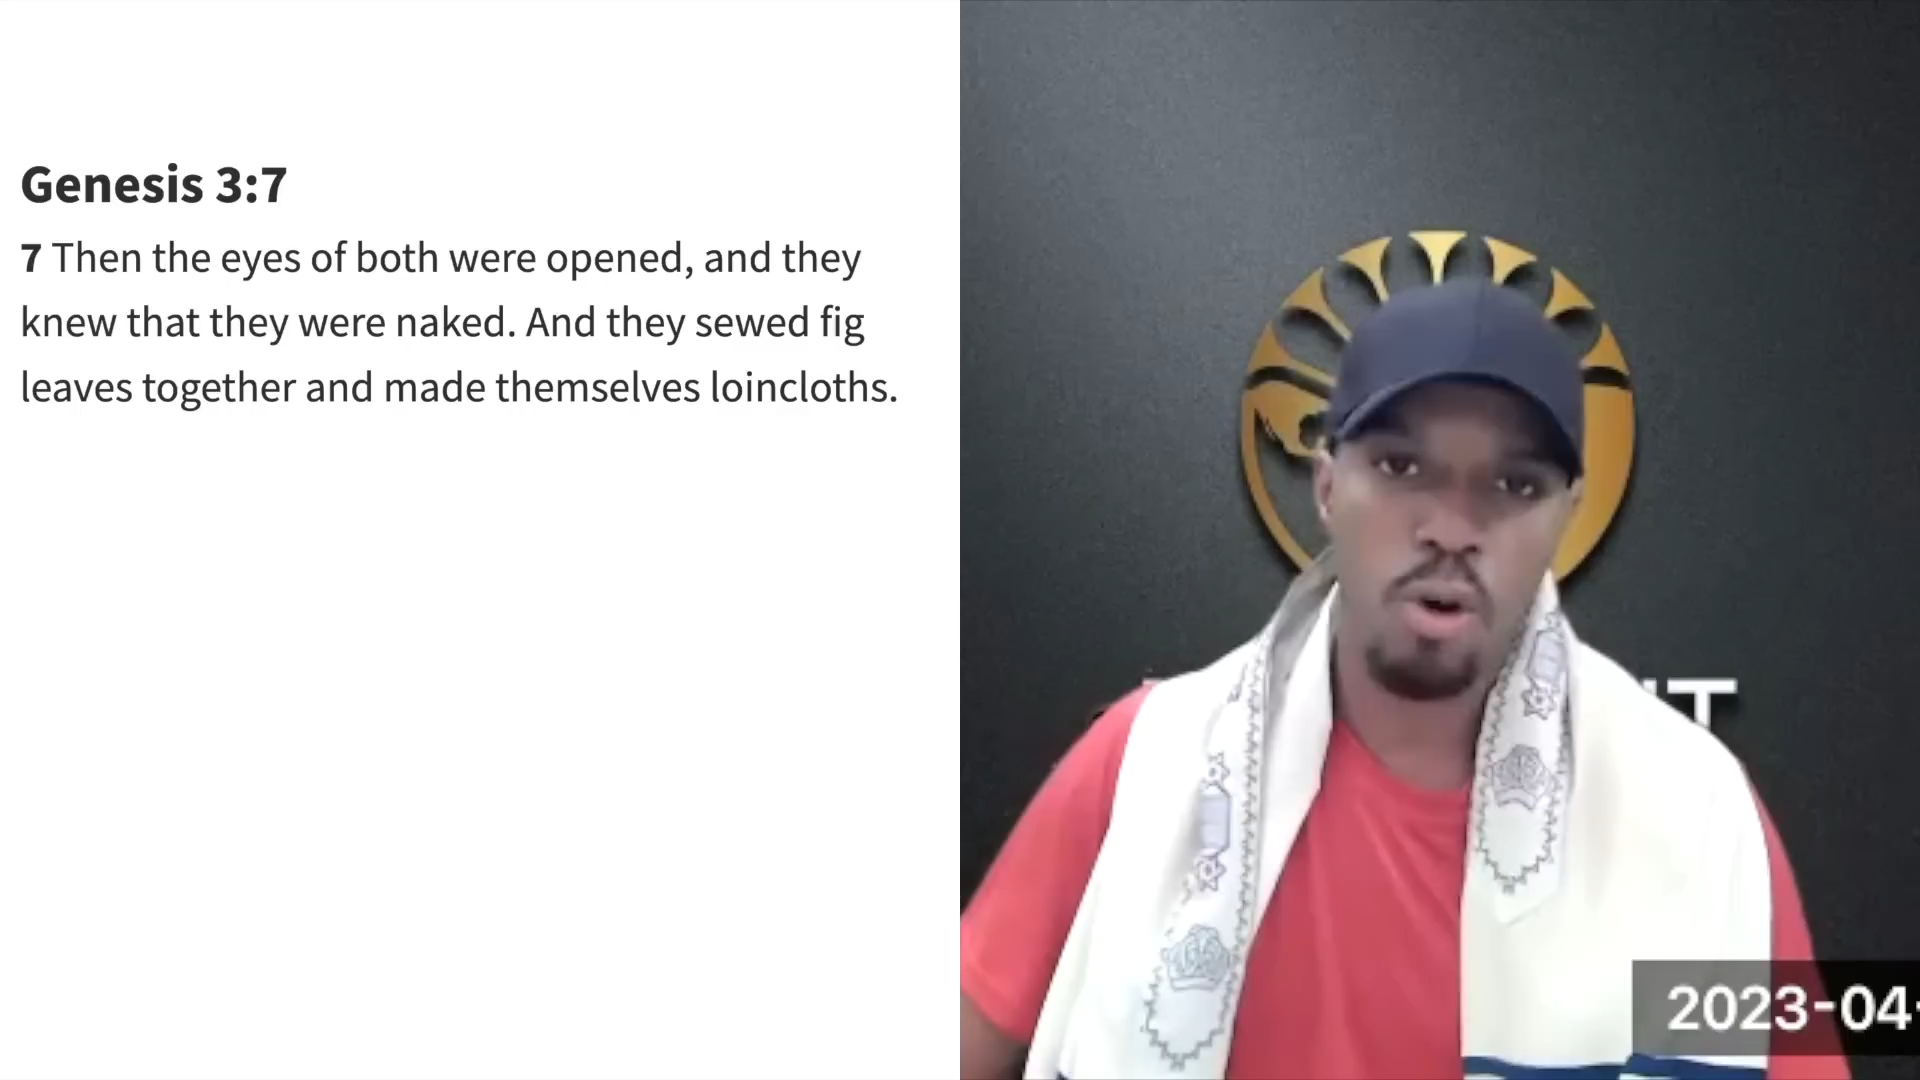 Genesis 3:7
7 Then the eyes of both were opened, and they
knew that they were naked. And they sewed fig
leaves together and made themselves loincloths.
2023-04-